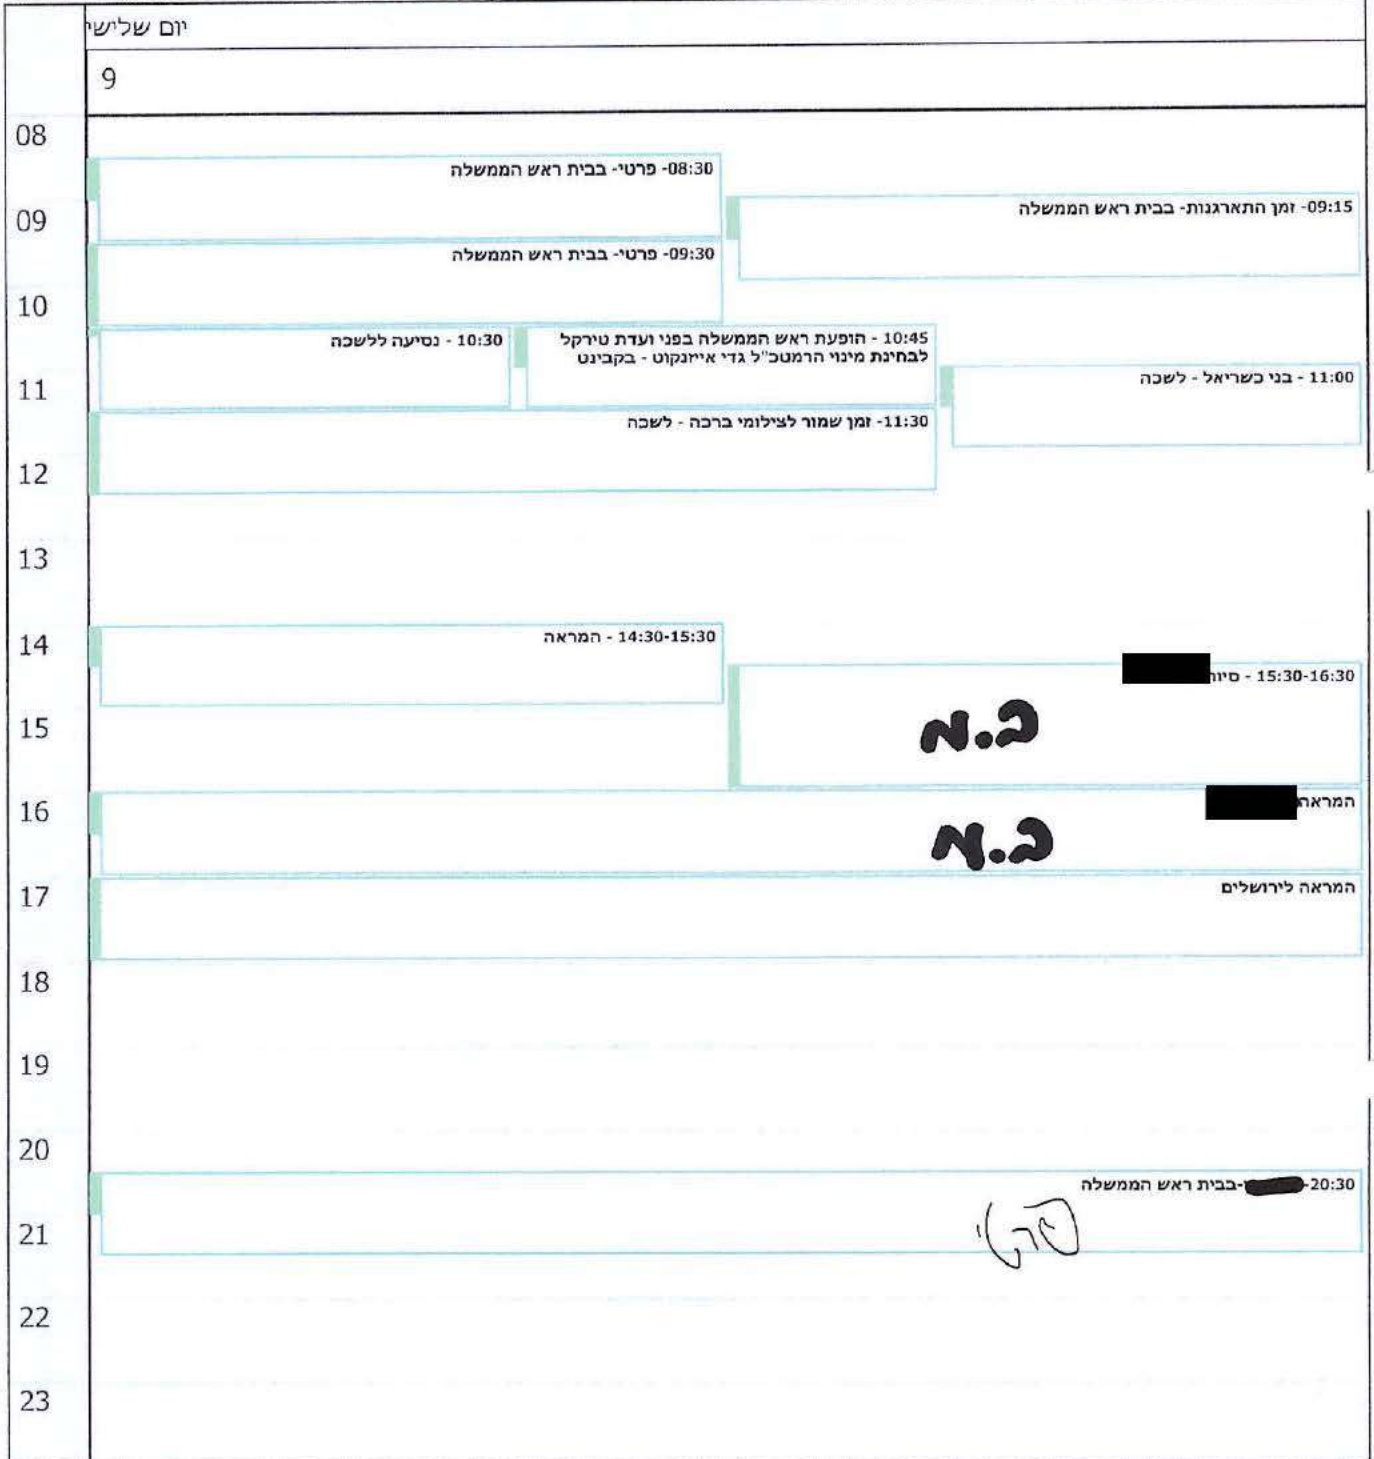 יום שלישי
9
08
08:30- פרטי- בבית ראש הממשלה
09:15- זמן התארגנות- בבית ראש הממשלה
09
09:30- פרטי- בבית ראש הממשלה
10
10:30 - נסיעה ללשכה
10:45 - הופעת ראש הממשלה בפני ועדת טירקל
לבחינת מינוי הרמטכ"ל גדי אייזנקוט - בקבינט
11:00 - בני כשריאל - לשכה
11
11:30- זמן שמור לצילומי ברכה - לשכה
12
13
14
14:30-15:30 - המראה
15:30-16:30 - סיור
ב.מ
15
16
המראה
ב.מ
17
המראה לירושלים
18
19
20
20:30- -בבית ראש הממשלה
פרטי
21
22
23